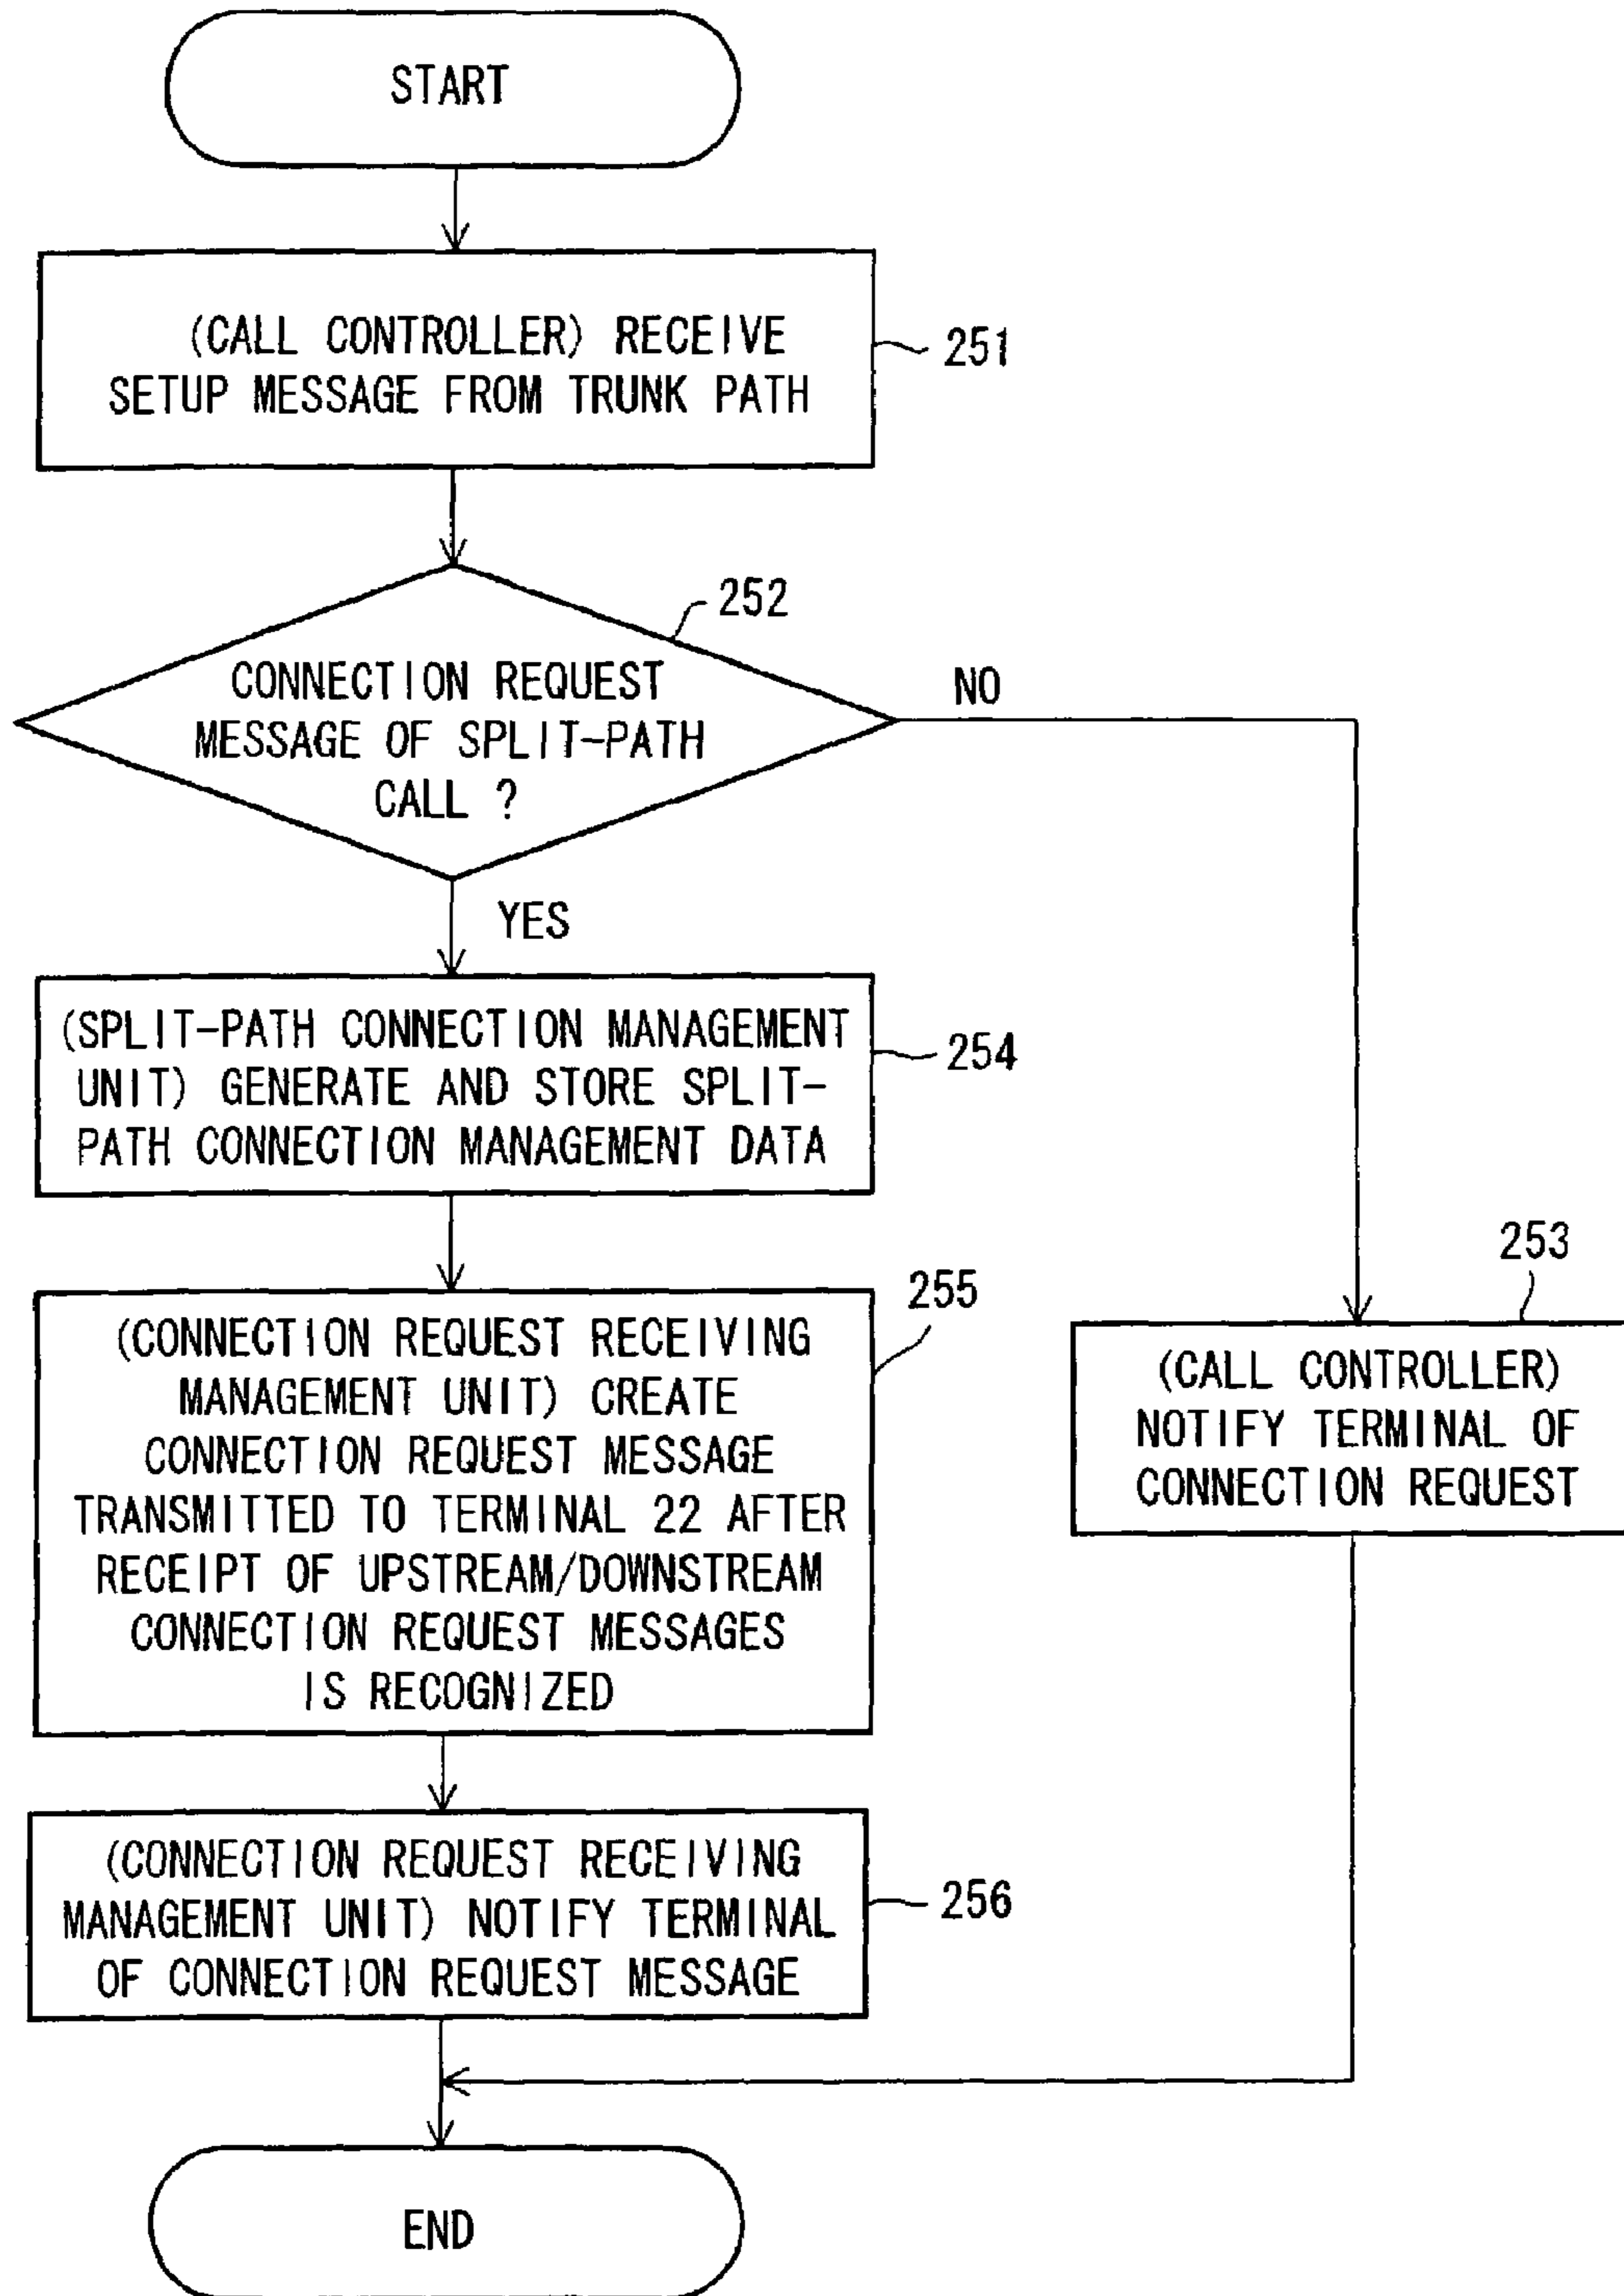 START
(CALL CONTROLLER) RECEIVE
SETUP MESSAGE FROM TRUNK PATH
251
252
CONNECTION REQUEST
MESSAGE OF SPLIT-PATH
CALL ?
NO
YES
(SPLIT-PATH CONNECTION MANAGEMENT
UNIT) GENERATE AND STORE SPLIT-
PATH CONNECTION MANAGEMENT DATA
254
255
(CONNECTION REQUEST RECEIVING
MANAGEMENT UNIT) CREATE
CONNECTION REQUEST MESSAGE
TRANSMITTED TO TERMINAL 22 AFTER
RECEIPT OF UPSTREAM/DOWNSTREAM
CONNECTION REQUEST MESSAGES
IS RECOGNIZED
253
(CALL CONTROLLER)
NOTIFY TERMINAL OF
CONNECTION REQUEST
(CONNECTION REQUEST RECEIVING
MANAGEMENT UNIT) NOTIFY TERMINAL
OF CONNECTION REQUEST MESSAGE
256
END